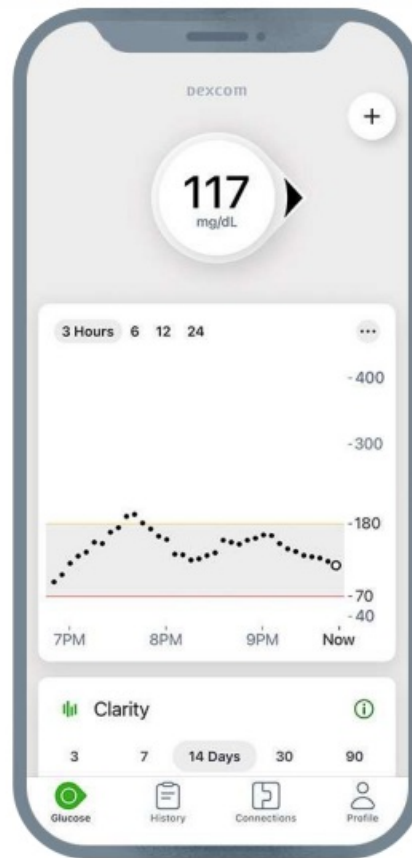 Dexcom
+
117
mg/dL
3 Hours 6 12 24
...
-400
-300
-180
-70
-40
7PM 8PM 9PM Now
Clarity
3 7 14 Days 30 90
Glucose History Connections Profile